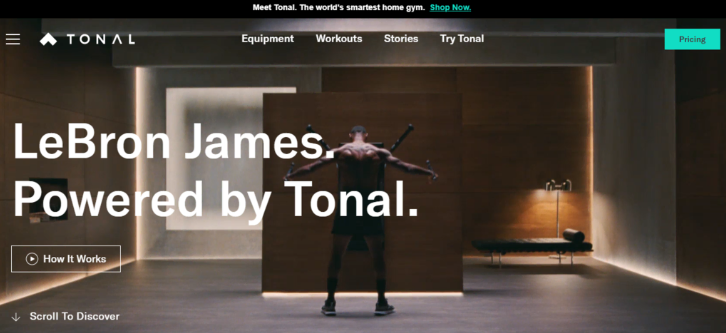 Meet Tonal. The world's smartest home gym. Shop Now.
TONAL
Equipment Workouts Stories Try Tonal
Pricing
LeBron James.
Powered by Tonal.
How It Works
Scroll To Discover